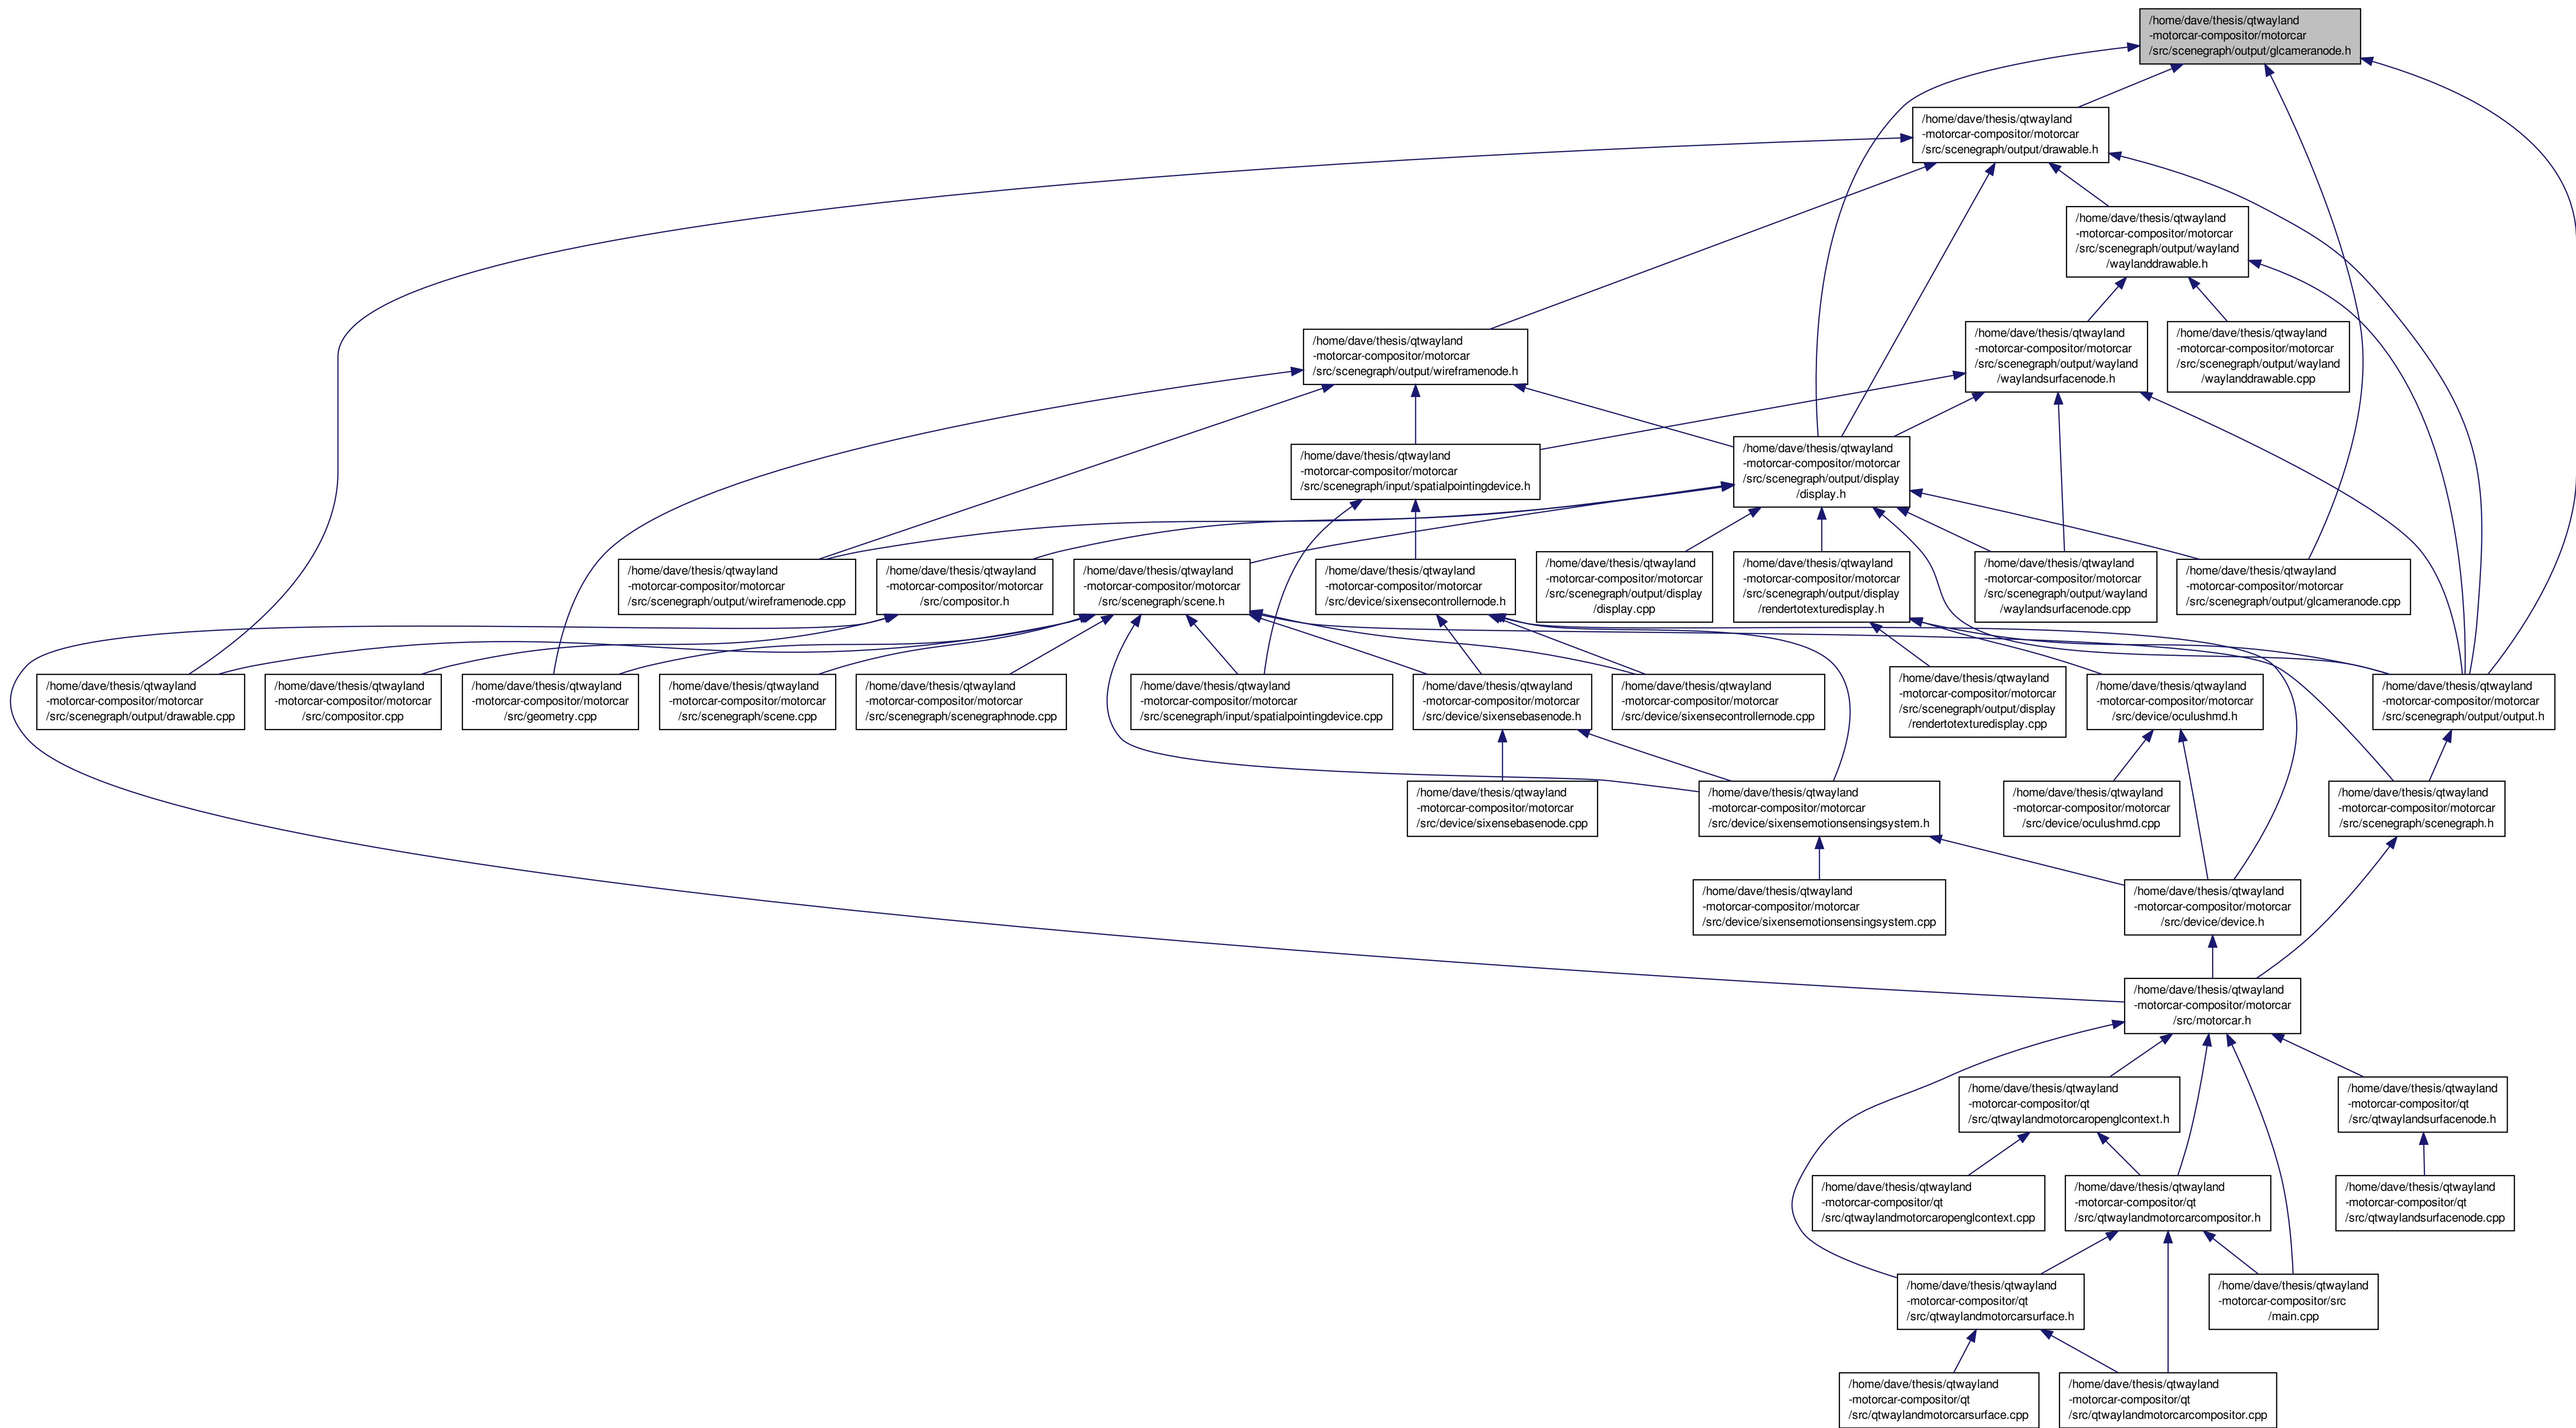 /home/dave/thesis/qtwayland
-motorcar-compositor/motorcar
/src/scenegraph/output/glcameranode.h
/home/dave/thesis/qtwayland
-motorcar-compositor/motorcar
/src/scenegraph/output/drawable.h
/home/dave/thesis/qtwayland
-motorcar-compositor/motorcar
/src/scenegraph/output/wayland
/waylanddrawable.h
/home/dave/thesis/qtwayland
-motorcar-compositor/motorcar
/src/scenegraph/output/wireframenode.h
/home/dave/thesis/qtwayland
-motorcar-compositor/motorcar
/src/scenegraph/output/wayland
/waylandsurfacenode.h
/home/dave/thesis/qtwayland
-motorcar-compositor/motorcar
/src/scenegraph/output/wayland
/waylanddrawable.cpp
/home/dave/thesis/qtwayland
-motorcar-compositor/motorcar
/src/scenegraph/input/spatialpointingdevice.h
/home/dave/thesis/qtwayland
-motorcar-compositor/motorcar
/src/scenegraph/output/display
/display.h
/home/dave/thesis/qtwayland
-motorcar-compositor/motorcar
/src/scenegraph/output/wireframenode.cpp
/home/dave/thesis/qtwayland
-motorcar-compositor/motorcar
/src/compositor.h
/home/dave/thesis/qtwayland
-motorcar-compositor/motorcar
/src/scenegraph/scene.h
/home/dave/thesis/qtwayland
-motorcar-compositor/motorcar
/src/device/sixensecontrollernode.h
/home/dave/thesis/qtwayland
-motorcar-compositor/motorcar
/src/scenegraph/output/display
/display.cpp
/home/dave/thesis/qtwayland
-motorcar-compositor/motorcar
/src/scenegraph/output/display
/rendertotexturedisplay.h
/home/dave/thesis/qtwayland
-motorcar-compositor/motorcar
/src/scenegraph/output/wayland
/waylandsurfacenode.cpp
/home/dave/thesis/qtwayland
-motorcar-compositor/motorcar
/src/scenegraph/output/glcameranode.cpp
/home/dave/thesis/qtwayland
-motorcar-compositor/motorcar
/src/scenegraph/output/drawable.cpp
/home/dave/thesis/qtwayland
-motorcar-compositor/motorcar
/src/compositor.cpp
/home/dave/thesis/qtwayland
-motorcar-compositor/motorcar
/src/geometry.cpp
/home/dave/thesis/qtwayland
-motorcar-compositor/motorcar
/src/scenegraph/scene.cpp
/home/dave/thesis/qtwayland
-motorcar-compositor/motorcar
/src/scenegraph/scenegraphnode.cpp
/home/dave/thesis/qtwayland
-motorcar-compositor/motorcar
/src/scenegraph/input/spatialpointingdevice.cpp
/home/dave/thesis/qtwayland
-motorcar-compositor/motorcar
/src/device/sixensebasenode.h
/home/dave/thesis/qtwayland
-motorcar-compositor/motorcar
/src/device/sixensecontrollernode.cpp
/home/dave/thesis/qtwayland
-motorcar-compositor/motorcar
/src/scenegraph/output/display
/rendertotexturedisplay.cpp
/home/dave/thesis/qtwayland
-motorcar-compositor/motorcar
/src/device/oculushmd.h
/home/dave/thesis/qtwayland
-motorcar-compositor/motorcar
/src/scenegraph/output/output.h
/home/dave/thesis/qtwayland
-motorcar-compositor/motorcar
/src/device/sixensebasenode.cpp
/home/dave/thesis/qtwayland
-motorcar-compositor/motorcar
/src/device/sixensemotionsensingsystem.h
/home/dave/thesis/qtwayland
-motorcar-compositor/motorcar
/src/device/oculushmd.cpp
/home/dave/thesis/qtwayland
-motorcar-compositor/motorcar
/src/scenegraph/scenegraph.h
/home/dave/thesis/qtwayland
-motorcar-compositor/motorcar
/src/device/sixensemotionsensingsystem.cpp
/home/dave/thesis/qtwayland
-motorcar-compositor/motorcar
/src/device/device.h
/home/dave/thesis/qtwayland
-motorcar-compositor/motorcar
/src/motorcar.h
/home/dave/thesis/qtwayland
-motorcar-compositor/qt
/src/qtwaylandmotorcaropenglcontext.h
/home/dave/thesis/qtwayland
-motorcar-compositor/qt
/src/qtwaylandsurfacenode.h
/home/dave/thesis/qtwayland
-motorcar-compositor/qt
/src/qtwaylandmotorcaropenglcontext.cpp
/home/dave/thesis/qtwayland
-motorcar-compositor/qt
/src/qtwaylandmotorcarcompositor.h
/home/dave/thesis/qtwayland
-motorcar-compositor/qt
/src/qtwaylandsurfacenode.cpp
/home/dave/thesis/qtwayland
-motorcar-compositor/qt
/src/qtwaylandmotorcarsurface.h
/home/dave/thesis/qtwayland
-motorcar-compositor/src
/main.cpp
/home/dave/thesis/qtwayland
-motorcar-compositor/qt
/src/qtwaylandmotorcarsurface.cpp
/home/dave/thesis/qtwayland
-motorcar-compositor/qt
/src/qtwaylandmotorcarcompositor.cpp